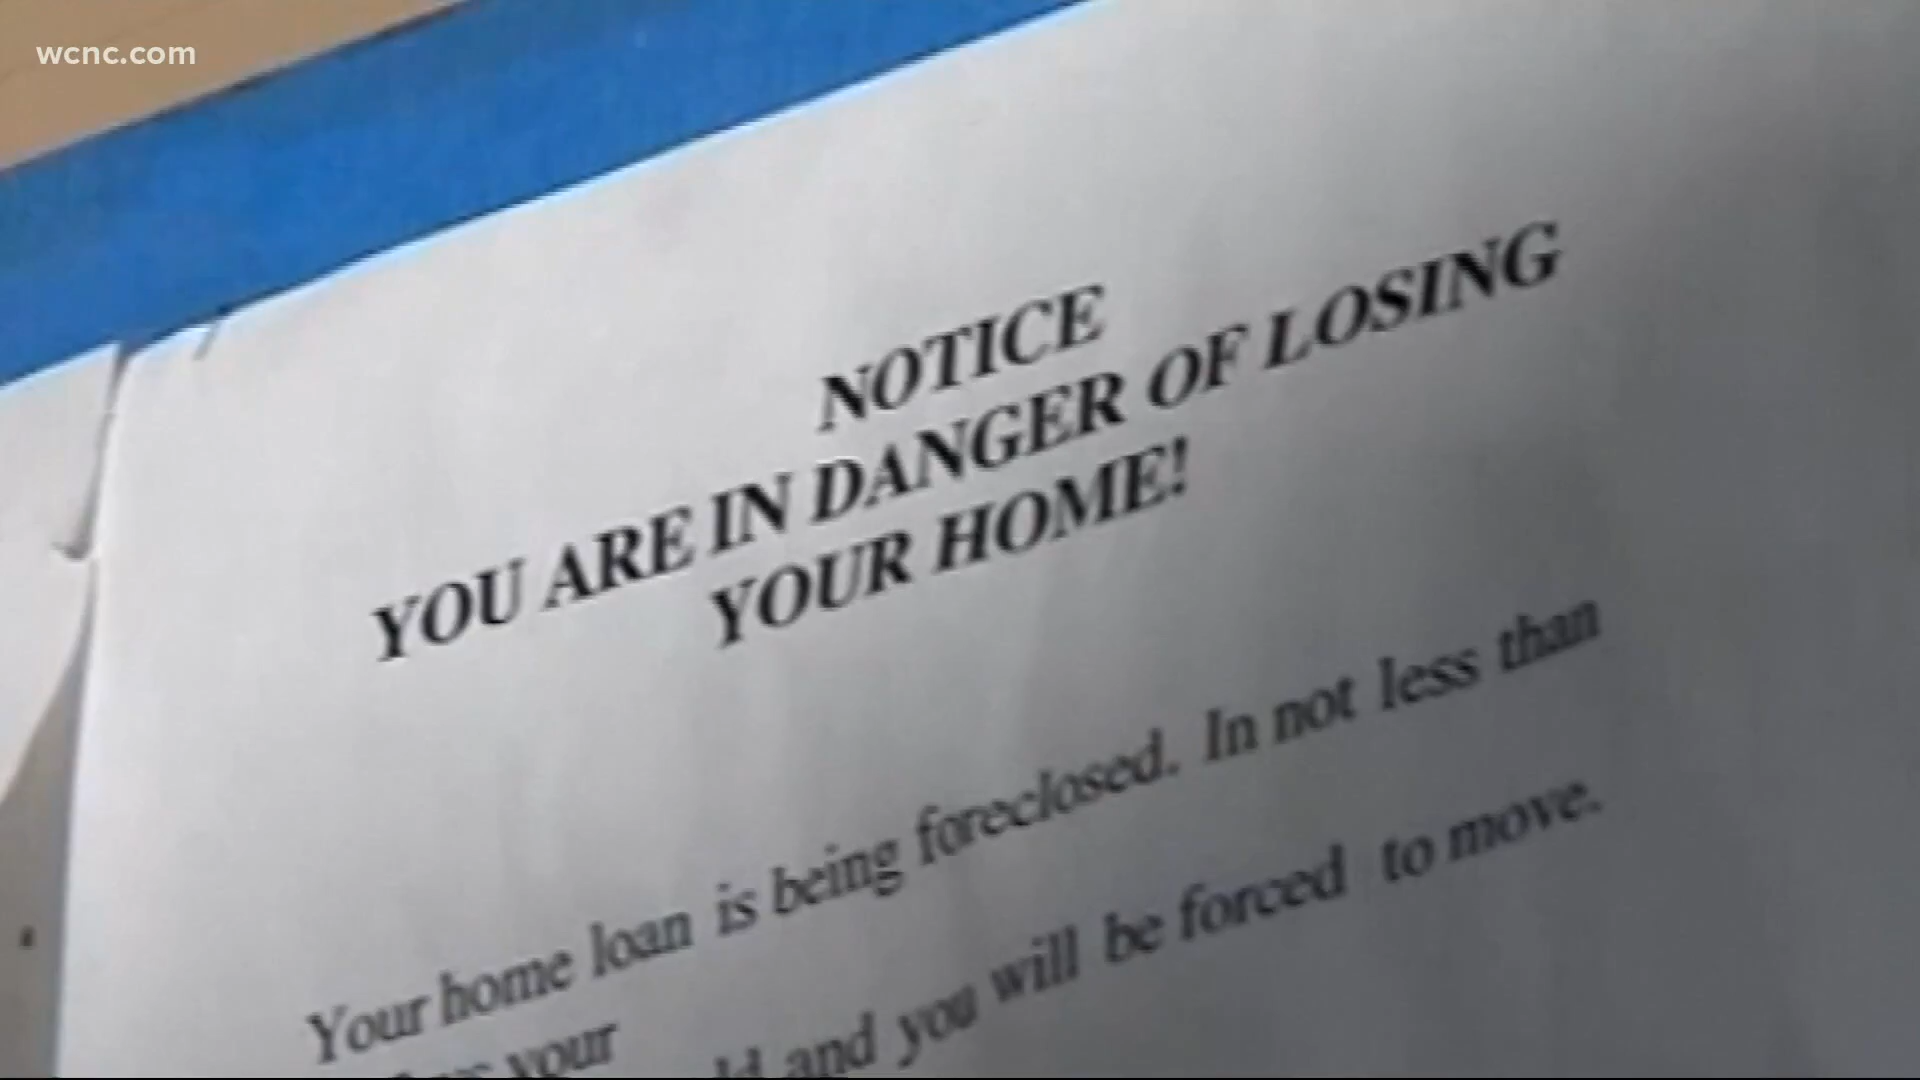 wcnc.com
NOTICE
YOU ARE IN DANGER OF LOSING
YOUR HOME!
Your home loan is being foreclosed. In not less than
your
and you will be forced to move.